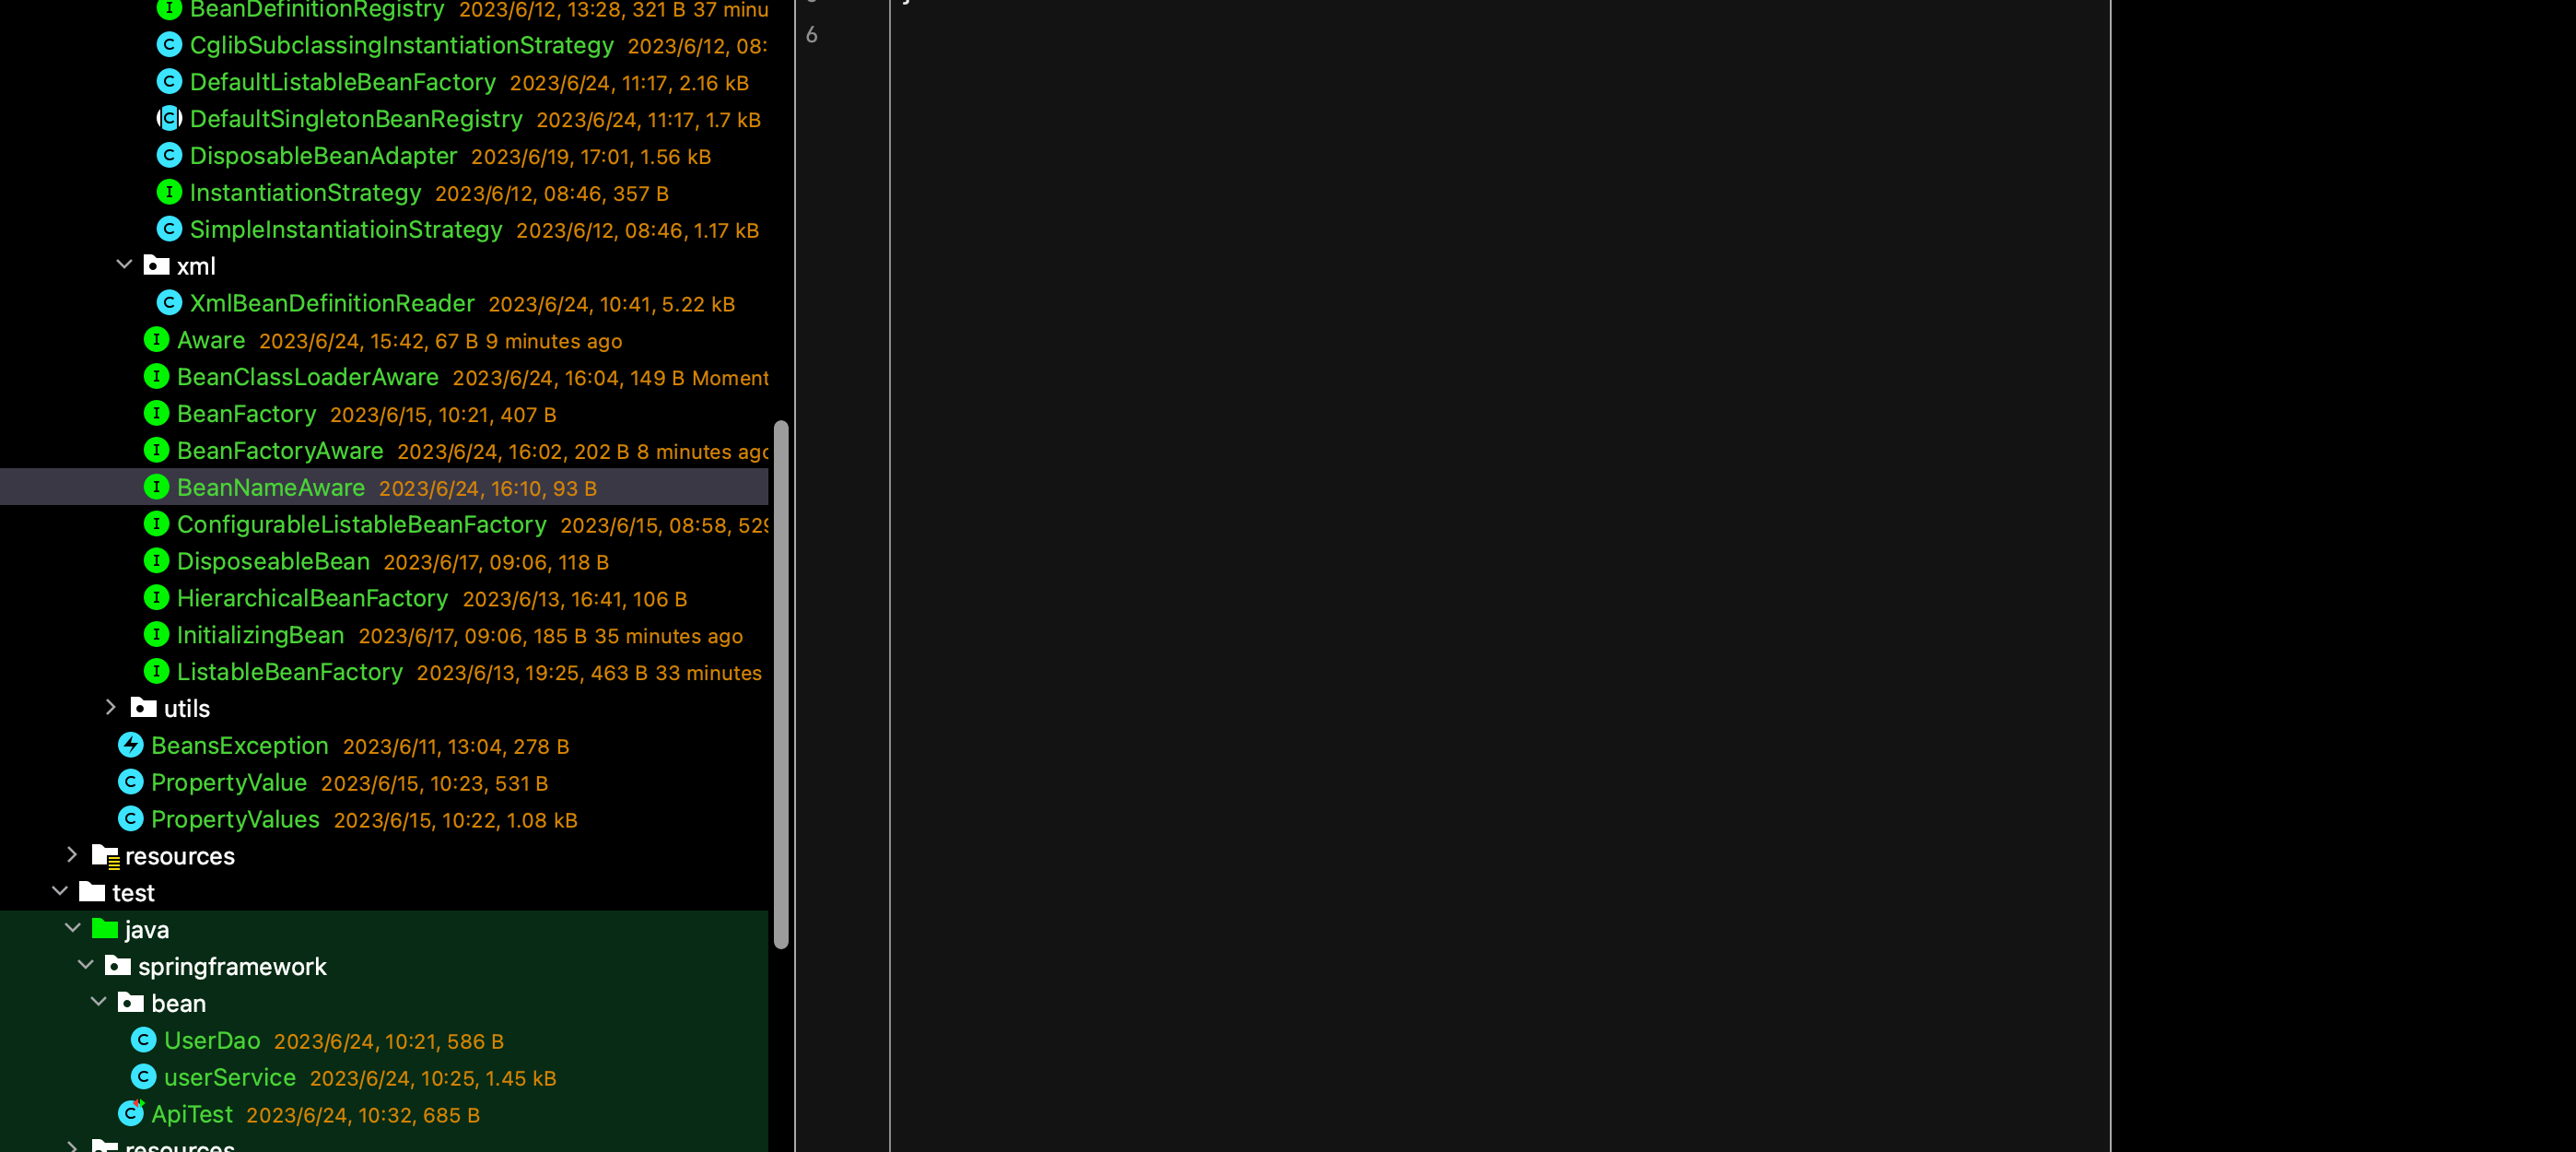 BeanDefinitionRegistry 2023/6/12, 13:28, 321 B 37 minu
CglibSubclassingInstantiationStrategy 2023/6/12, 08:
DefaultListableBeanFactory 2023/6/24, 11:17, 2.16 kB
DefaultSingletonBeanRegistry 2023/6/24, 11:17, 1.7 kB
DisposableBeanAdapter 2023/6/19, 17:01, 1.56 kB
InstantiationStrategy 2023/6/12, 08:46, 357 B
SimpleInstantiatioinStrategy 2023/6/12, 08:46, 1.17 kB
xml
XmlBeanDefinitionReader 2023/6/24, 10:41, 5.22 kB
Aware 2023/6/24, 15:42, 67 B 9 minutes ago
BeanClassLoaderAware 2023/6/24, 16:04, 149 B Moment
BeanFactory 2023/6/15, 10:21, 407 B
BeanFactoryAware 2023/6/24, 16:02, 202 B 8 minutes ago
BeanNameAware 2023/6/24, 16:10, 93 B
ConfigurableListableBeanFactory 2023/6/15, 08:58, 529
DisposeableBean 2023/6/17, 09:06, 118 B
HierarchicalBeanFactory 2023/6/13, 16:41, 106 B
InitializingBean 2023/6/17, 09:06, 185 B 35 minutes ago
ListableBeanFactory 2023/6/13, 19:25, 463 B 33 minutes
utils
BeansException 2023/6/11, 13:04, 278 B
PropertyValue 2023/6/15, 10:23, 531 B
PropertyValues 2023/6/15, 10:22, 1.08 kB
resources
test
java
springframework
bean
UserDao 2023/6/24, 10:21, 586 B
userService 2023/6/24, 10:25, 1.45 kB
ApiTest 2023/6/24, 10:32, 685 B
resources
6